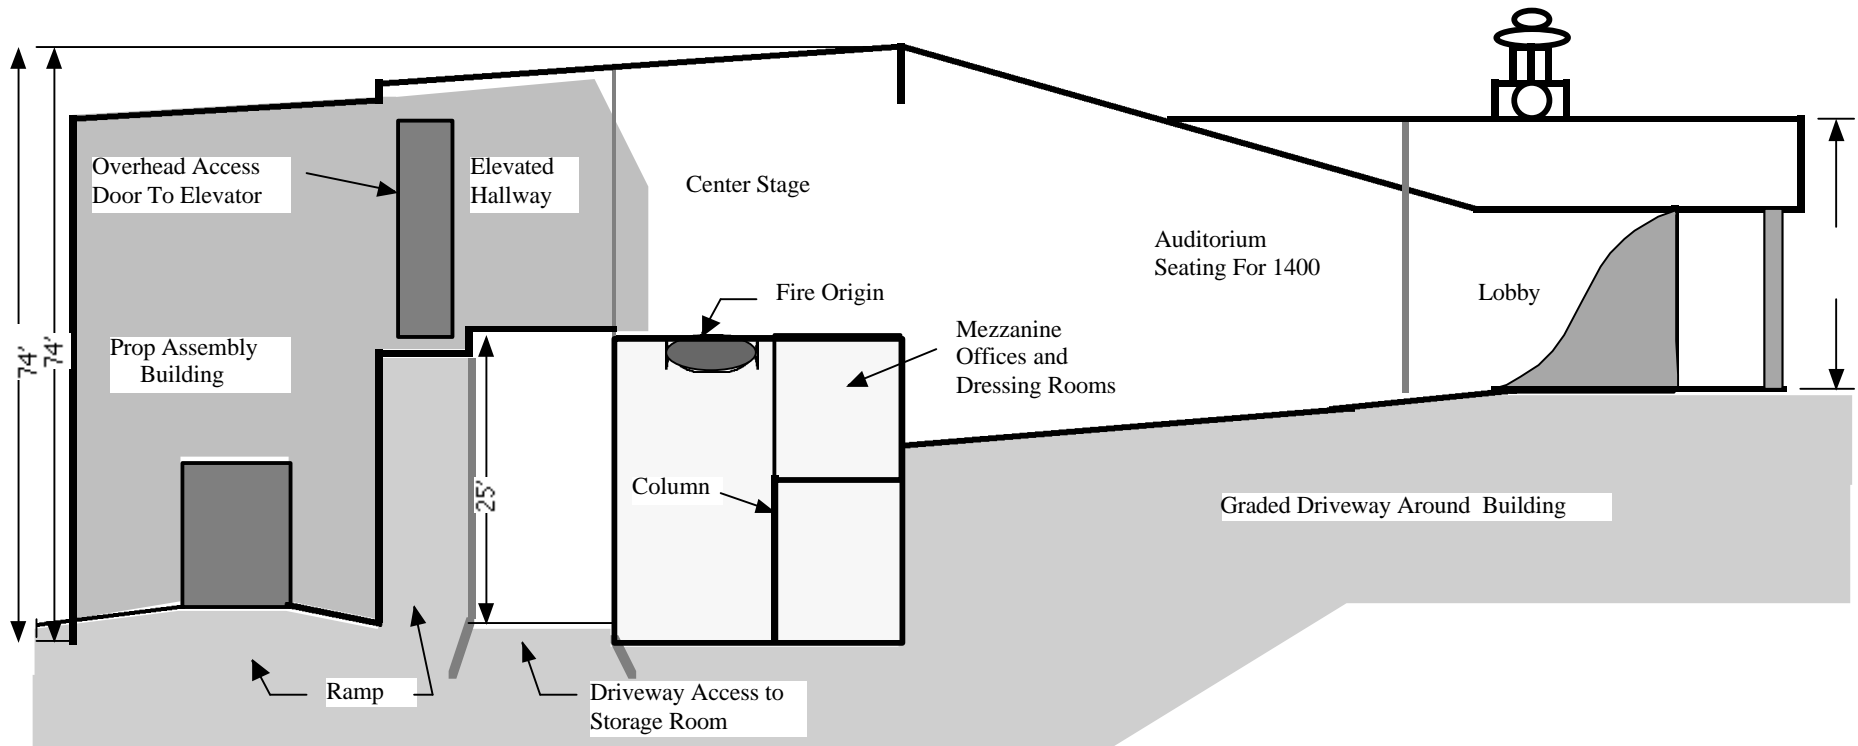 Overhead Access
Door To Elevator
Elevated
Hallway
Center Stage
Auditorium
Seating For 1400
Fire Origin
Lobby
Mezzanine
Offices and
Dressing Rooms
74'
74'
Prop Assembly
Building
25'
Column
Graded Driveway Around Building
Ramp
Driveway Access to
Storage Room